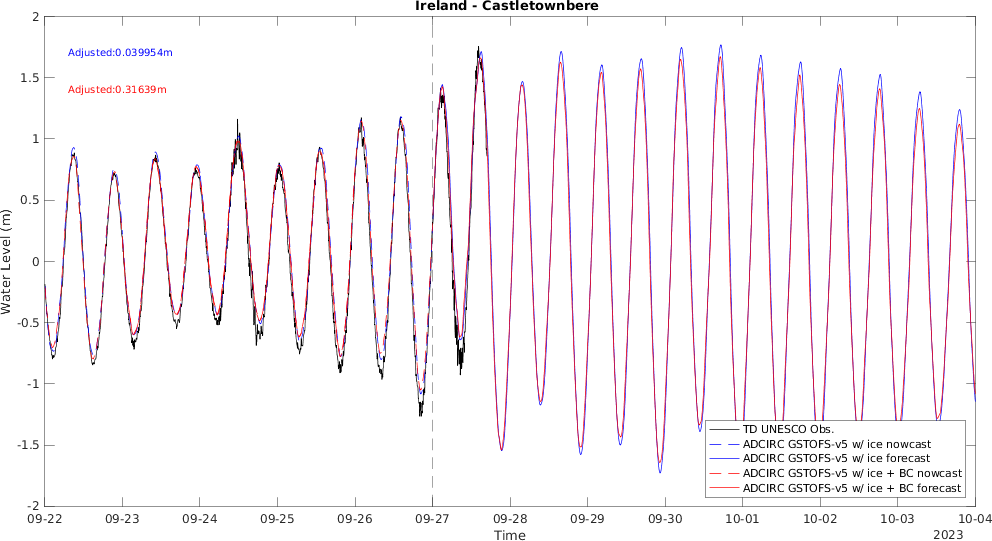 Ireland - Castletownbere
Adjusted:0.039954m
Adjusted:0.31639m
Water Level (m)
2
1.5
1
0.5
0
-0.5
-1
-1.5
-2
TD UNESCO Obs.
ADCIRC GSTOFS-v5 w/ ice nowcast
ADCIRC GSTOFS-v5 w/ ice forecast
ADCIRC GSTOFS-v5 w/ ice + BC nowcast
ADCIRC GSTOFS-v5 w/ ice + BC forecast
09-22 09-23 09-24 09-25 09-26 09-27 09-28 09-29 09-30 10-01 10-02 10-03 10-04
Time
2023